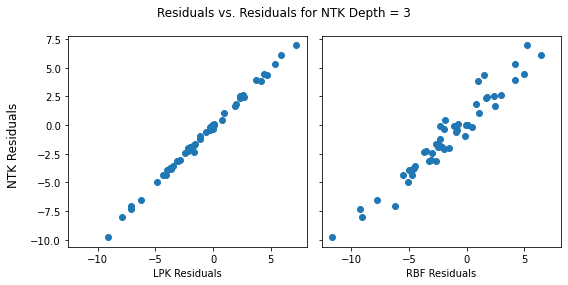 Residuals vs. Residuals for NTK Depth = 3
NTK Residuals
7.5
5.0
2.5
0.0
−2.5
−5.0
−7.5
−10.0
−10 −5 0 5
LPK Residuals
−10 −5 0 5
RBF Residuals